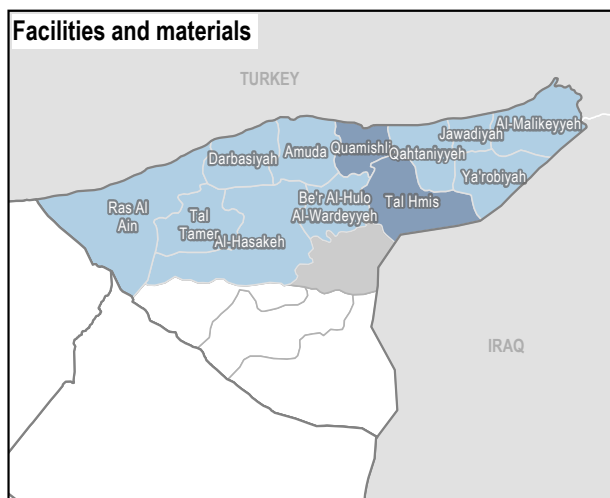 Facilities and materials
TURKEY
Al-Malikeyyeh
Jawadiyah
Quamishli
Amuda
Darbasiyah
Qahtaniyyeh
Ya'robiyah
Be'r Al-Hulo
Al-Wardeyyeh
Tal Hmis
Ras Al
Ain
Tal
Tamer
Al-Hasakeh
IRAQ